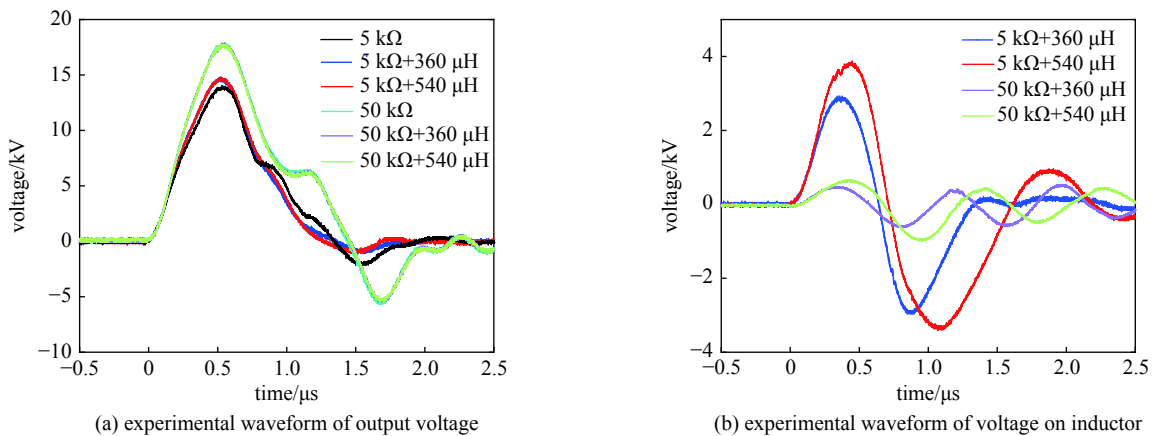 20
15
10
5
0
−5
−10
voltage/kV
5 kΩ
5 kΩ+360 μH
5 kΩ+540 μH
50 kΩ
50 kΩ+360 μH
50 kΩ+540 μH
−0.5 0 0.5 1.0 1.5 2.0 2.5
time/μs
(a) experimental waveform of output voltage
4
2
0
−2
−4
voltage/kV
5 kΩ+360 μH
5 kΩ+540 μH
50 kΩ+360 μH
50 kΩ+540 μH
−0.5 0 0.5 1.0 1.5 2.0 2.5
time/μs
(b) experimental waveform of voltage on inductor